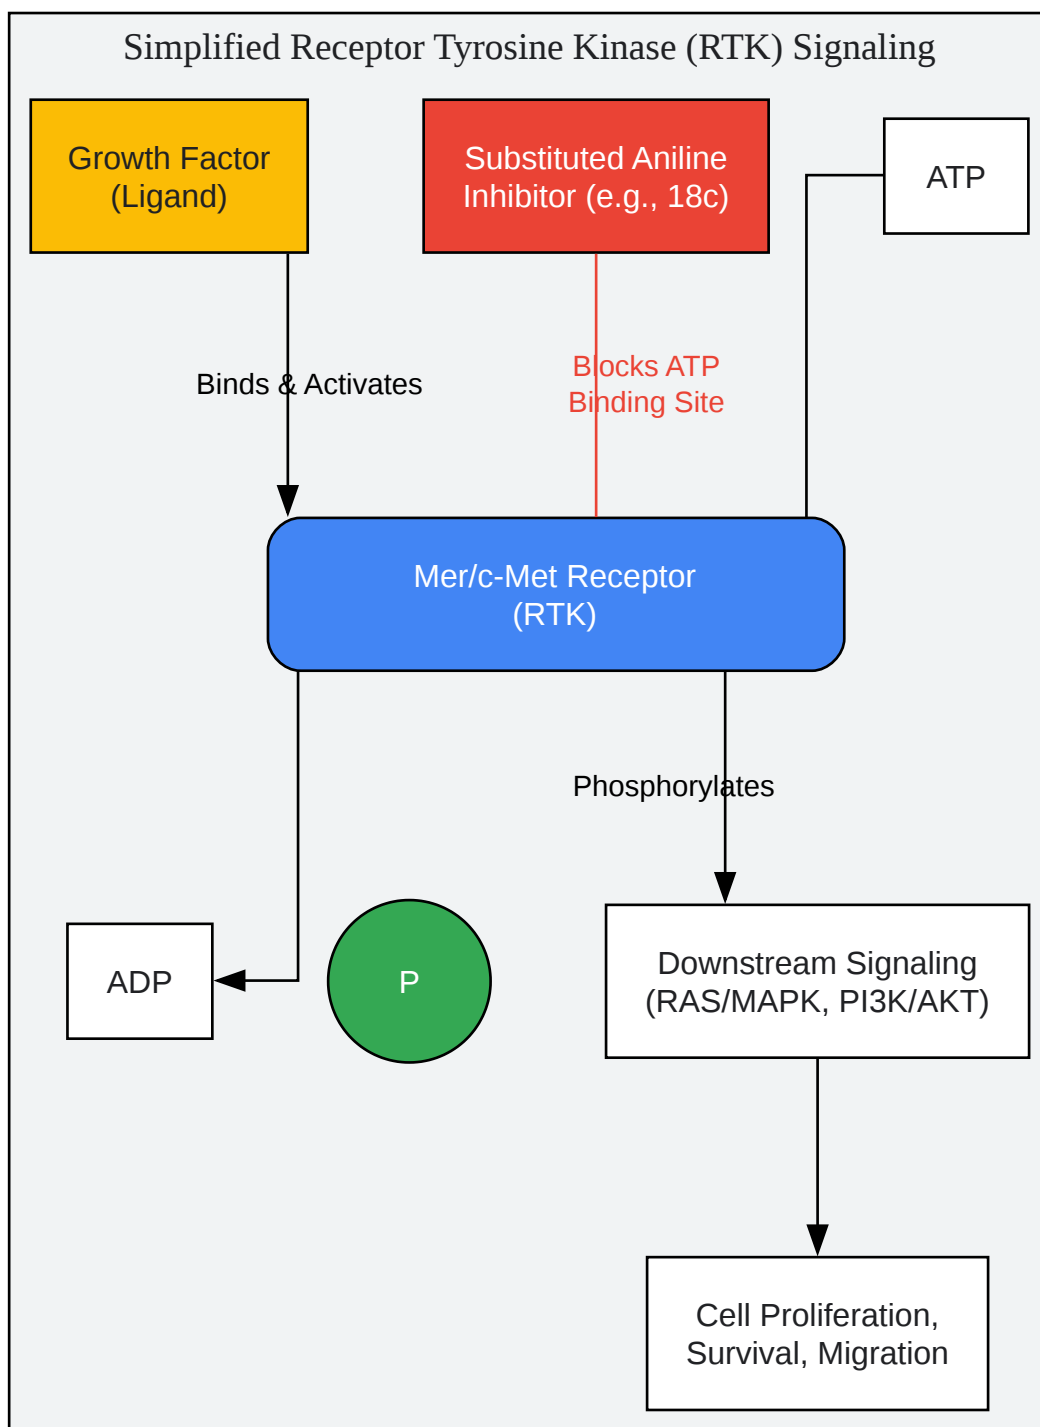 Simplified Receptor Tyrosine Kinase (RTK) Signaling
Growth Factor
(Ligand)
Substituted Aniline
Inhibitor (e.g., 18c)
ATP
Binds & Activates
Blocks ATP
Binding Site
Mer/c-Met Receptor
(RTK)
Phosphorylates
ADP
P
Downstream Signaling
(RAS/MAPK, PI3K/AKT)
Cell Proliferation,
Survival, Migration